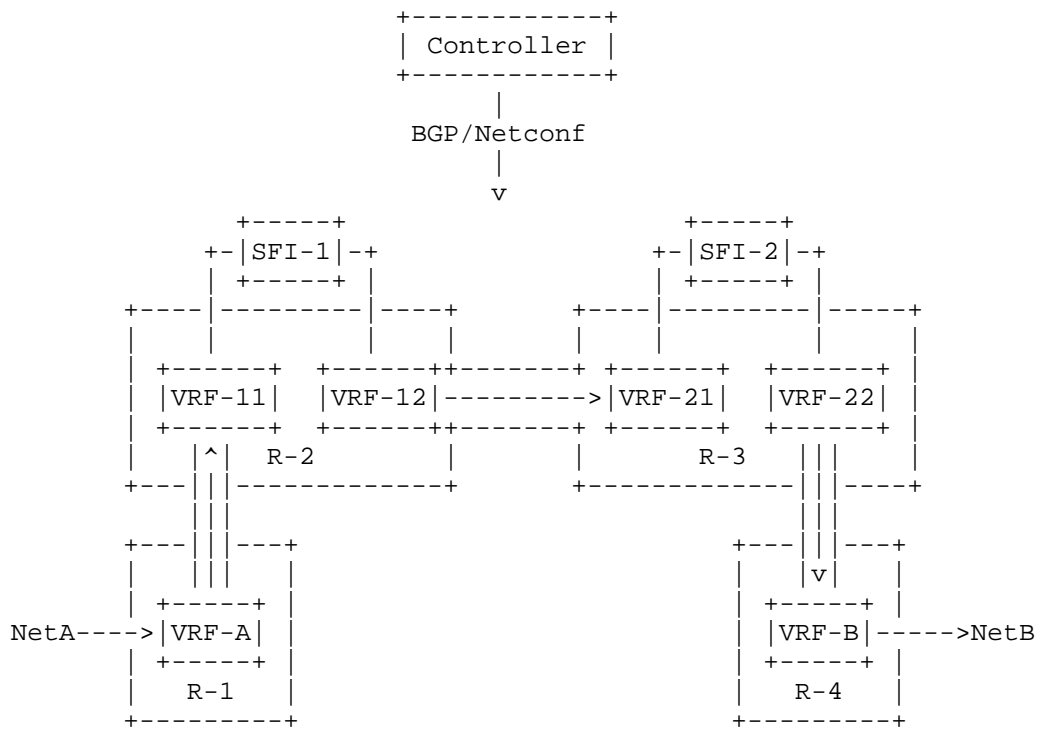 Controller
BGP/Netconf
v
SFI-1 SFI-2
VRF-11 VRF-12 > VRF-21 VRF-22
^ R-2 R-3
v
NetA---->VRF-A VRF-B----->NetB
R-1 R-4